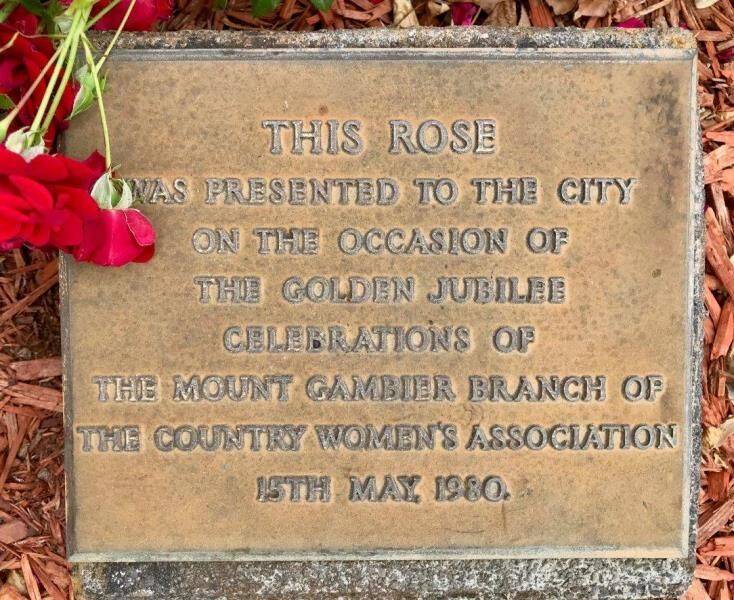 THIS ROSE
WAS PRESENTED TO THE CITY
ON THE OCCASION OF
THE GOLDEN JUBILEE
CELEBRATIONS OF
THE MOUNT GAMBIER BRANCH OF
THE COUNTRY WOMEN'S ASSOCIATION
15TH MAY, 1980.